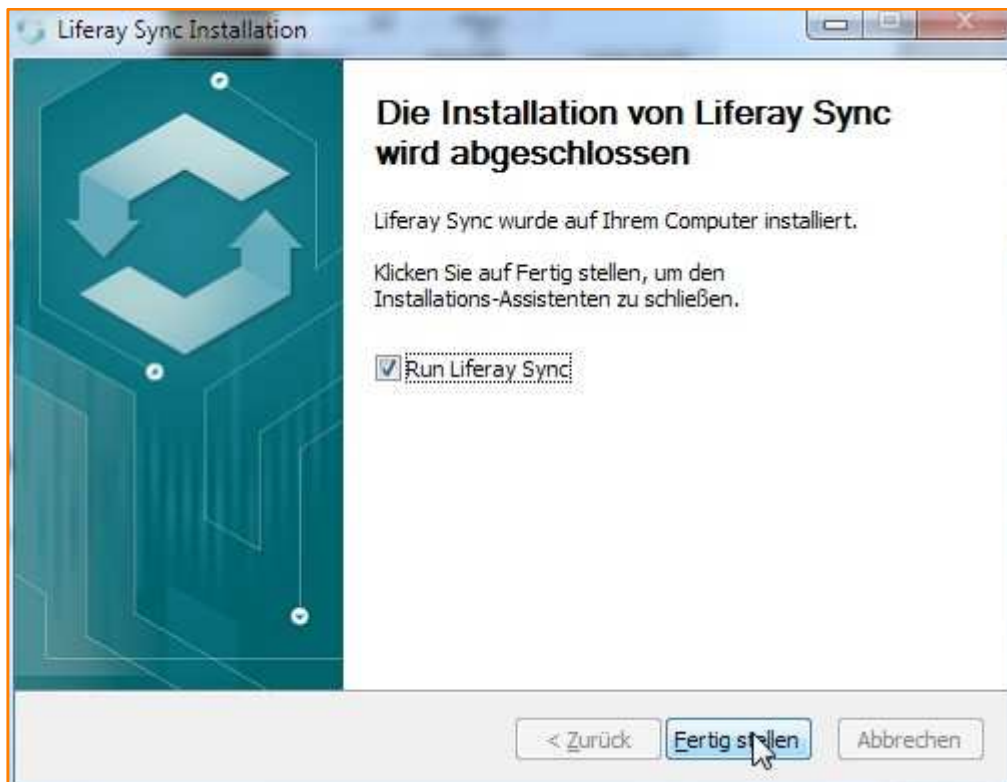 Liferay Sync Installation
Die Installation von Liferay Sync
wird abgeschlossen
Liferay Sync wurde auf Ihrem Computer installiert.
Klicken Sie auf Fertig stellen, um den
Installations-Assistenten zu schließen.
Run Liferay Sync
< Zurück
Fertig stellen
Abbrechen